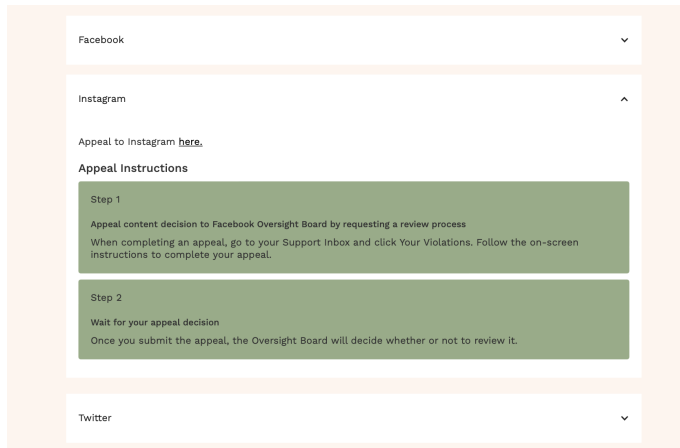 Facebook
Instagram
Appeal to Instagram here.
Appeal Instructions
Step 1
Appeal content decision to Facebook Oversight Board by requesting a review process
When completing an appeal, go to your Support Inbox and click Your Violations. Follow the on-screen
instructions to complete your appeal.
Step 2
Wait for your appeal decision
Once you submit the appeal, the Oversight Board will decide whether or not to review it.
Twitter